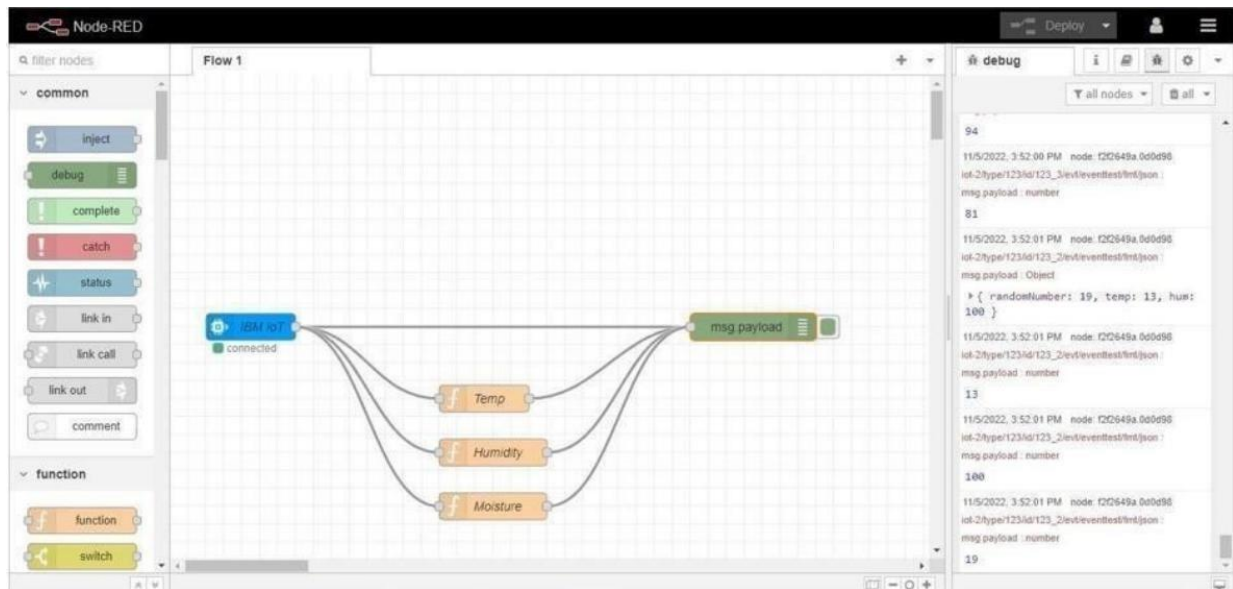 Node-RED
Deploy
filter nodes
Flow 1
debug
i
all nodes
all
common
inject
debug
complete
catch
status
link in
link call
link out
comment
function
function
switch
IBM IoT
connected
Temp
Humidity
Moisture
msg.payload
94
11/5/2022, 3:52:00 PM node: f2f2649a.0d0d98
iot-2/type/123/id/123_3/evt/eventtest/fmt/json :
msg.payload : number
81
11/5/2022, 3:52:01 PM node: f2f2649a.0d0d98
iot-2/type/123/id/123_2/evt/eventtest/fmt/json :
msg.payload : Object
{ randomNumber: 19, temp: 13, hum:
100 }
11/5/2022, 3:52:01 PM node: f2f2649a.0d0d98
iot-2/type/123/id/123_2/evt/eventtest/fmt/json :
msg.payload : number
13
11/5/2022, 3:52:01 PM node: f2f2649a.0d0d98
iot-2/type/123/id/123_2/evt/eventtest/fmt/json :
msg.payload : number
100
11/5/2022, 3:52:01 PM node: f2f2649a.0d0d98
iot-2/type/123/id/123_2/evt/eventtest/fmt/json :
msg.payload : number
19